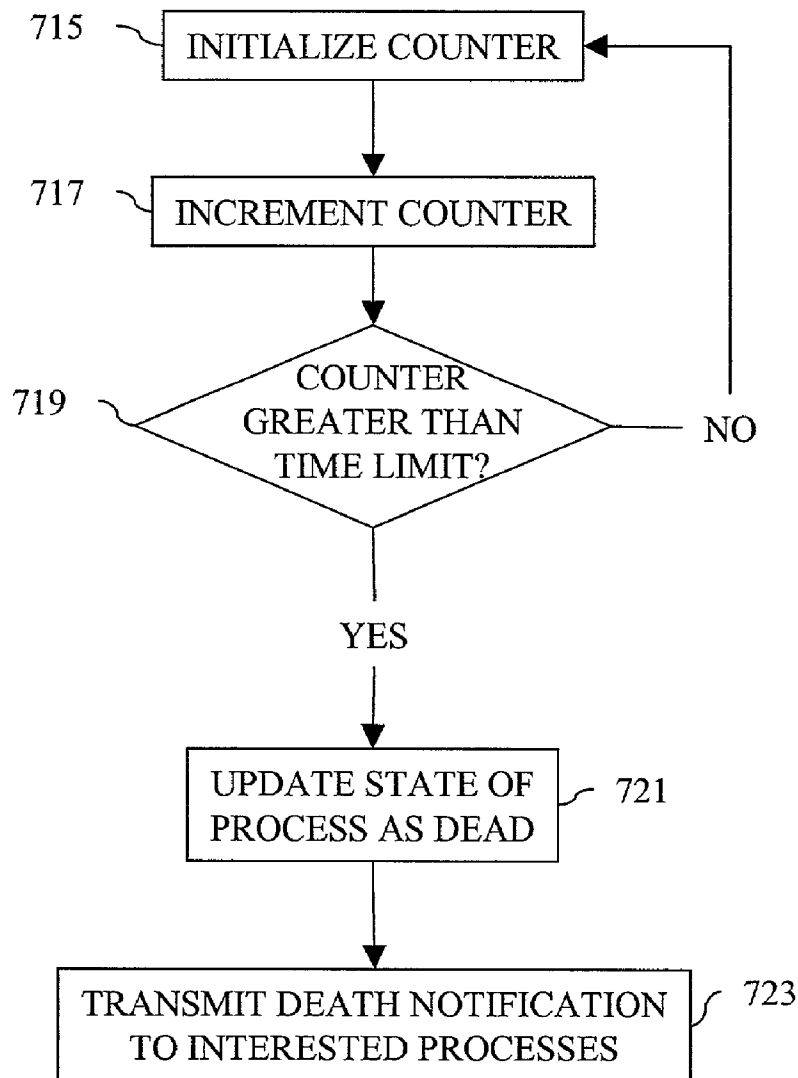 715
INITIALIZE COUNTER
717
INCREMENT COUNTER
719
COUNTER
GREATER THAN
TIME LIMIT?
NO
YES
UPDATE STATE OF
PROCESS AS DEAD
721
TRANSMIT DEATH NOTIFICATION
TO INTERESTED PROCESSES
723